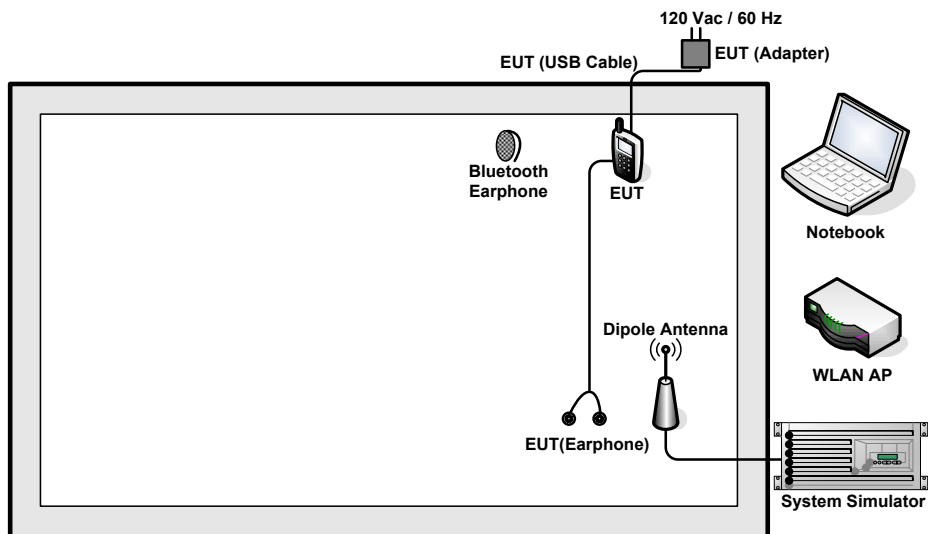 120 Vac / 60 Hz
EUT (USB Cable)
EUT (Adapter)
Bluetooth
Earphone
EUT
Notebook
Dipole Antenna
WLAN AP
EUT(Earphone)
System Simulator